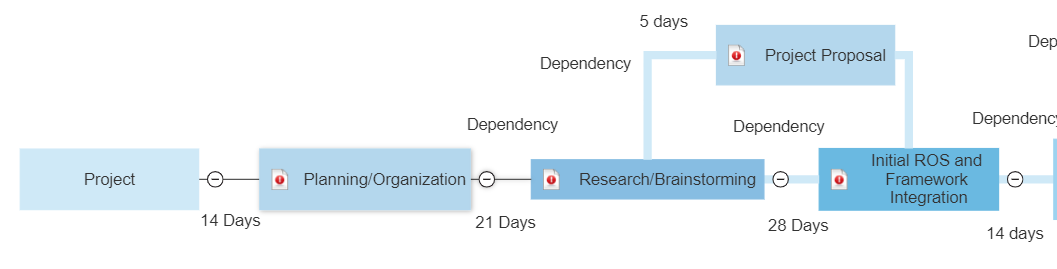 5 days
Dep
Dependency
Project Proposal
Dependency
Dependency
Dependency
Project
Planning/Organization
Research/Brainstorming
Initial ROS and
Framework
Integration
14 Days
21 Days
28 Days
14 days